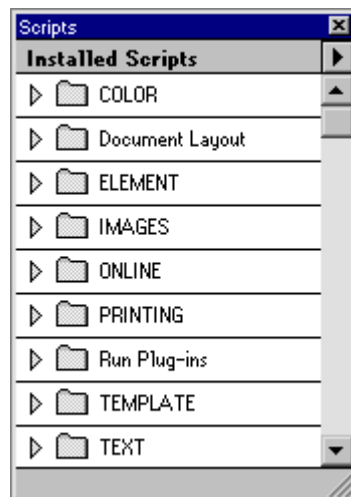 Scripts
Installed Scripts
COLOR
Document Layout
ELEMENT
IMAGES
ONLINE
PRINTING
Run Plug-ins
TEMPLATE
TEXT